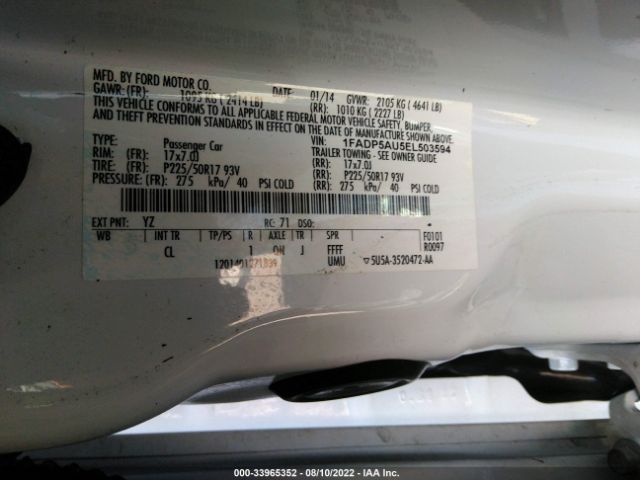 MFD. BY FORD MOTOR CO.
DATE 01/14 GVWR: 2105 KG ( 4641 LB)
GAWR: (FR): 1095 KG ( 2414 LB) (RR): 1010 KG ( 2227 LB)
THIS VEHICLE CONFORMS TO ALL APPLICABLE FEDERAL MOTOR VEHICLE SAFETY, BUMPER,
AND THEFT PREVENTION STANDARDS IN EFFECT ON THE DATE OF MANUFACTURE SHOWN ABOVE.
VIN: 1FADP5AU5EL503594
TYPE: Passenger Car TRAILER TOWING - SEE OWNER GUIDE
RIM: (FR) 17x7.0J (RR): 17x7.0J
TIRE: (FR) P225/50R17 93V (RR): P225/50R17 93V
PRESSURE: (FR) 275 kPa/ 40 PSI COLD (RR): 275 kPa/ 40 PSI COLD
EXT PNT: YZ RC: 71 DSO:
WB INT TR TP/PS R AXLE TR SPR F0101
R0097
CL 1 ON J FFFF
UMU ▽5U5A-3520472-AA
000-33965352 — 08/10/2022 — IAA Inc.